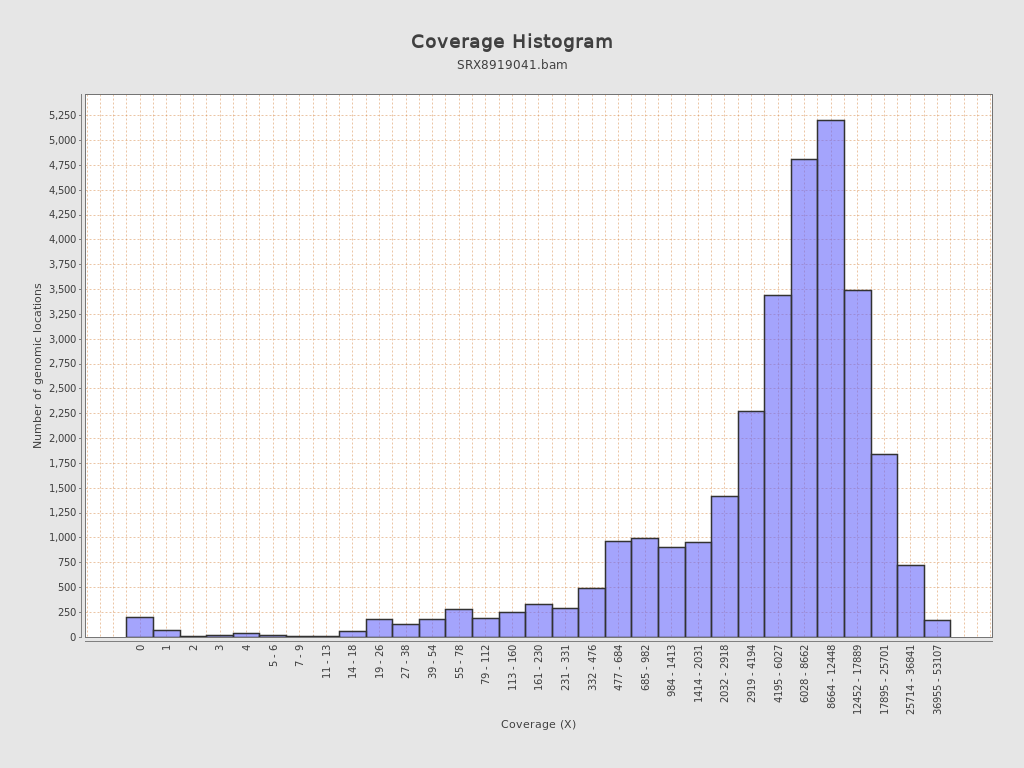 Coverage Histogram
SRX8919041.bam
Number of genomic locations
5,250
5,000
4,750
4,500
4,250
4,000
3,750
3,500
3,250
3,000
2,750
2,500
2,250
2,000
1,750
1,500
1,250
1,000
750
500
250
0
0
1
2
3
4
5 - 6
7 - 9
11 - 13
14 - 18
19 - 26
27 - 38
39 - 54
55 - 78
79 - 112
113 - 160
161 - 230
231 - 331
332 - 476
477 - 684
685 - 982
984 - 1413
1414 - 2031
2032 - 2918
2919 - 4194
4195 - 6027
6028 - 8662
8664 - 12448
12452 - 17889
17895 - 25701
25714 - 36841
36955 - 53107
Coverage (X)